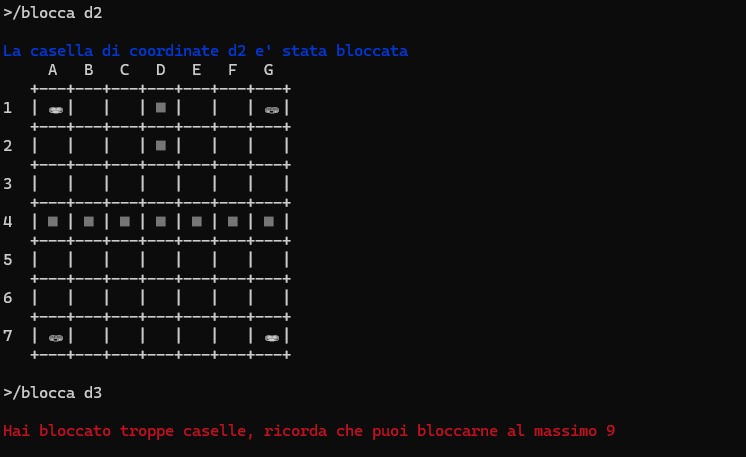 >/blocca d2
La casella di coordinate d2 e' stata bloccata
A B C D E F G
1
2
3
4
5
6
7
>/blocca d3
Hai bloccato troppe caselle, ricorda che puoi bloccarne al massimo 9